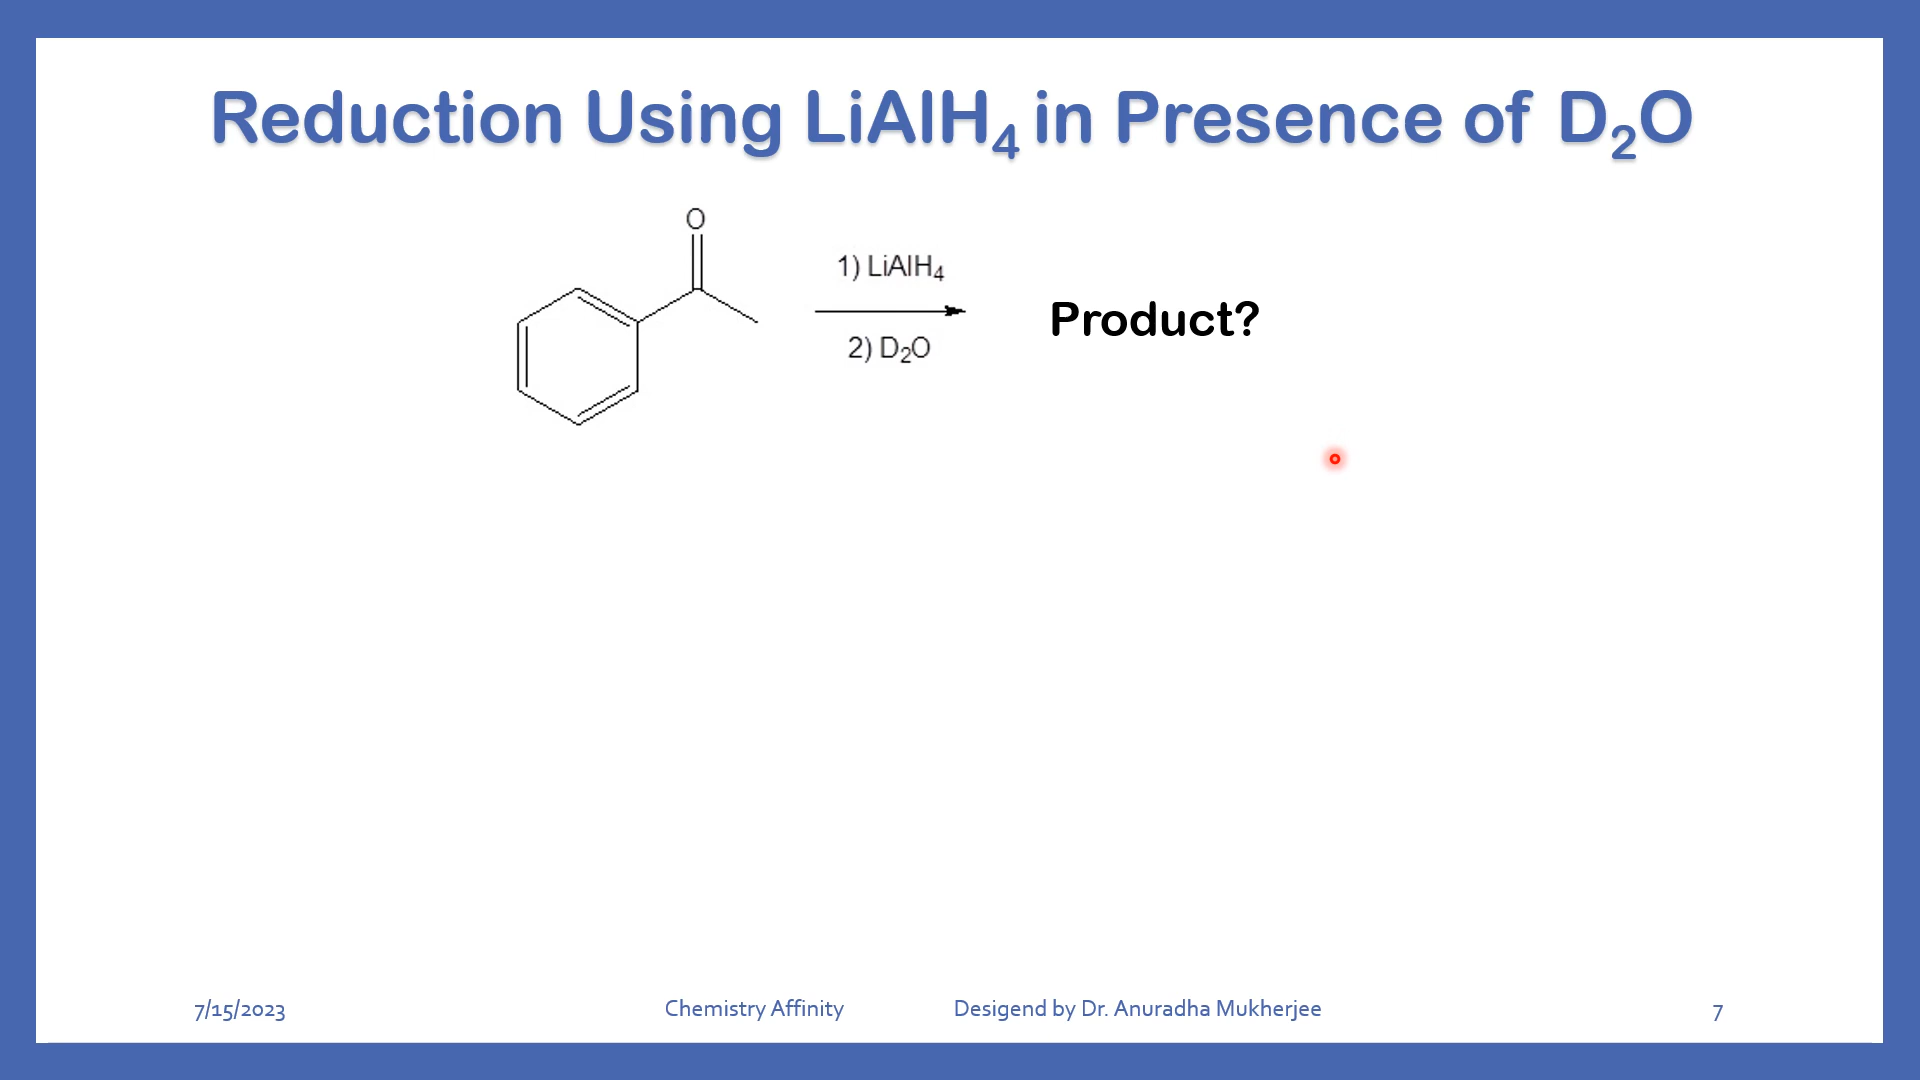 Reduction Using LiAlH₄ in Presence of D₂O
O
1) LiAlH₄
2) D₂O
Product?
7/15/2023 Chemistry Affinity Desigend by Dr. Anuradha Mukherjee 7